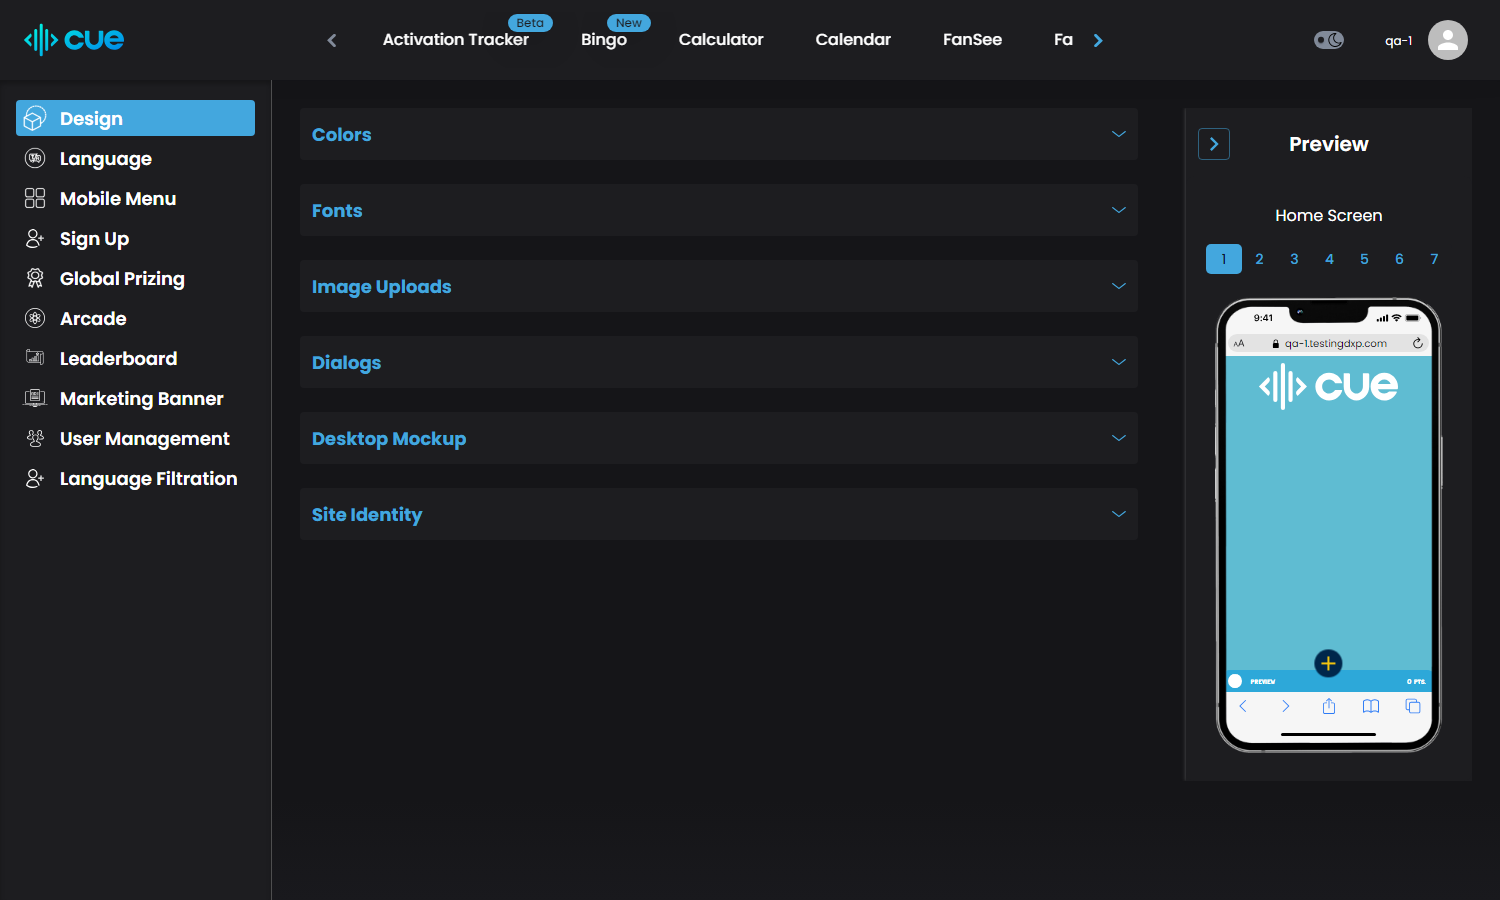 cue
Activation Tracker
Beta
Bingo
New
Calculator
Calendar
FanSee
Fa
qa-1
Design
Language
Mobile Menu
Sign Up
Global Prizing
Arcade
Leaderboard
Marketing Banner
User Management
Language Filtration
Colors
Fonts
Image Uploads
Dialogs
Desktop Mockup
Site Identity
Preview
Home Screen
1 2 3 4 5 6 7
9:41
AA qa-1.testingdxp.com
cue
PREVIEW 0 PTS.